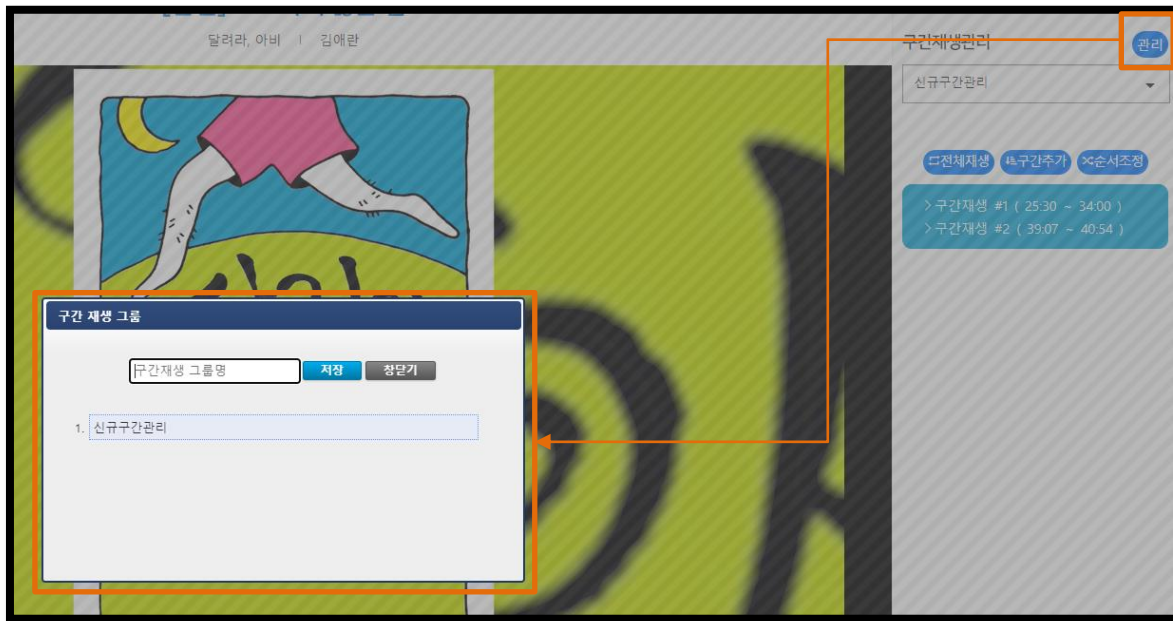 달려라, 아비 | 김애란
구간재생관리
관리
신규구간관리
전체재생 구간추가 순서조정
>구간재생 #1 ( 25:30 ~ 34:00 )
>구간재생 #2 ( 39:07 ~ 40:54 )
구간 재생 그룹
구간재생 그룹명 저장 창닫기
1. 신규구간관리